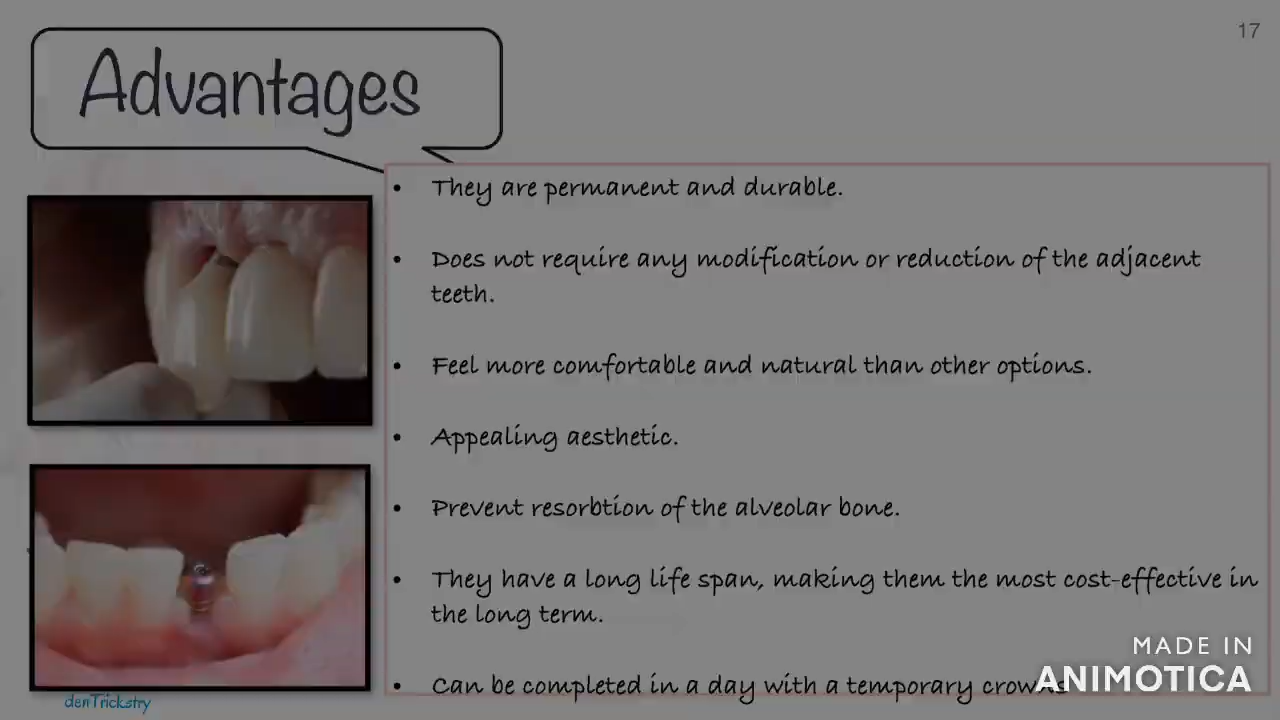 17
Advantages
• They are permanent and durable.
• Does not require any modification or reduction of the adjacent
teeth.
• Feel more comfortable and natural than other options.
• Appealing aesthetic.
• Prevent resorbtion of the alveolar bone.
• They have a long life span, making them the most cost-effective in
the long term.
• Can be completed in a day with a temporary crowns
denTrickstry
MADE IN
ANIMOTICA